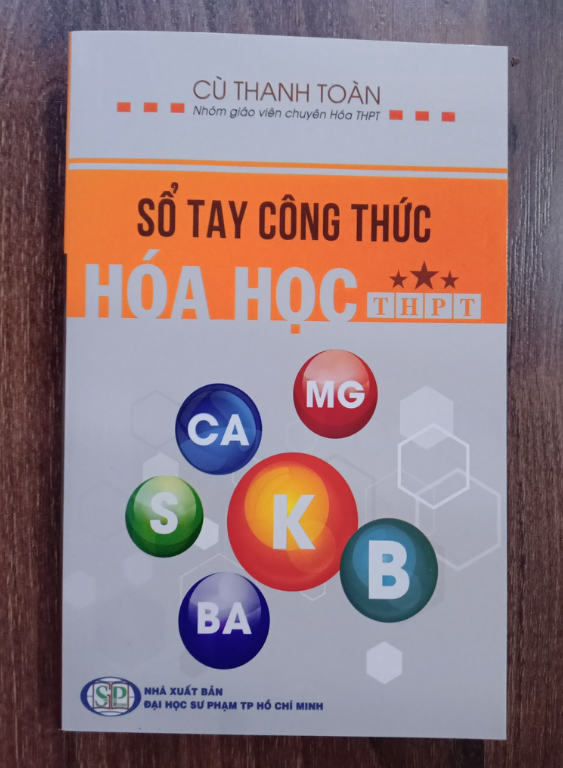 CÙ THANH TOÀN
Nhóm giáo viên chuyên Hóa THPT
SỔ TAY CÔNG THỨC
HÓA HỌC THPT
MG
CA
S
K
B
BA
SP
NHÀ XUẤT BẢN
ĐẠI HỌC SƯ PHẠM TP HỒ CHÍ MINH